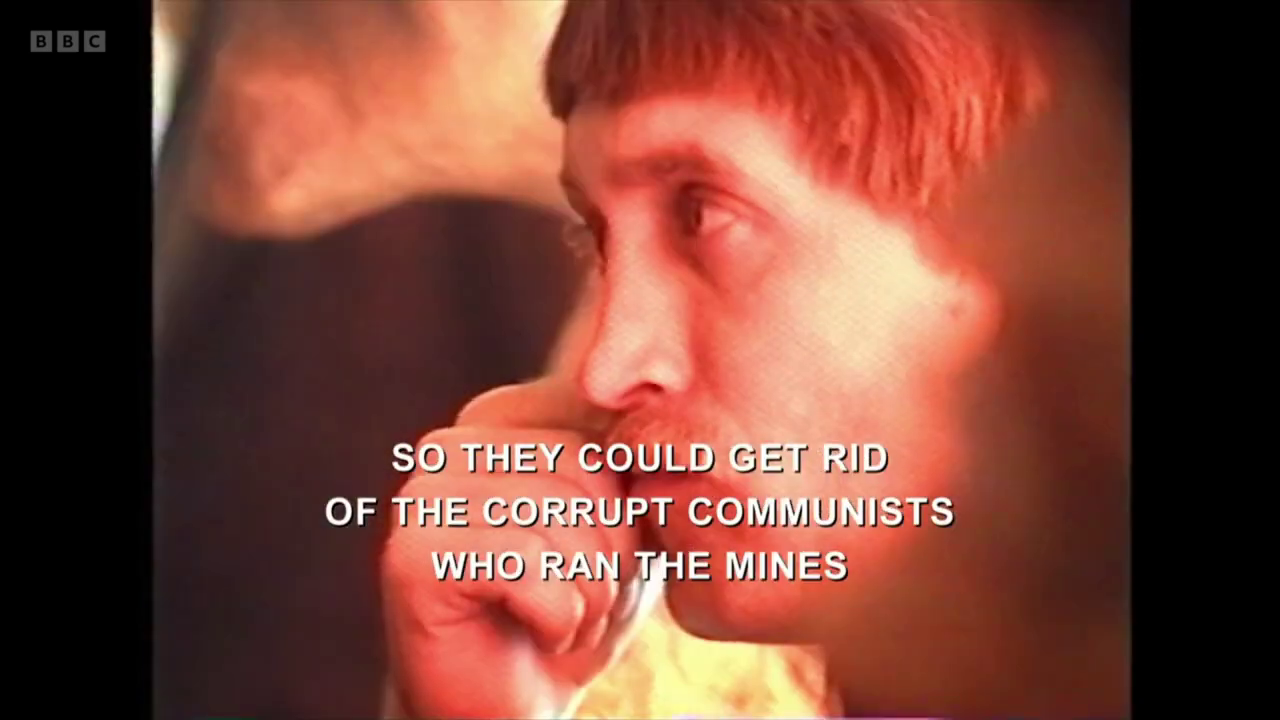 BBC
SO THEY COULD GET RID
OF THE CORRUPT COMMUNISTS
WHO RAN THE MINES